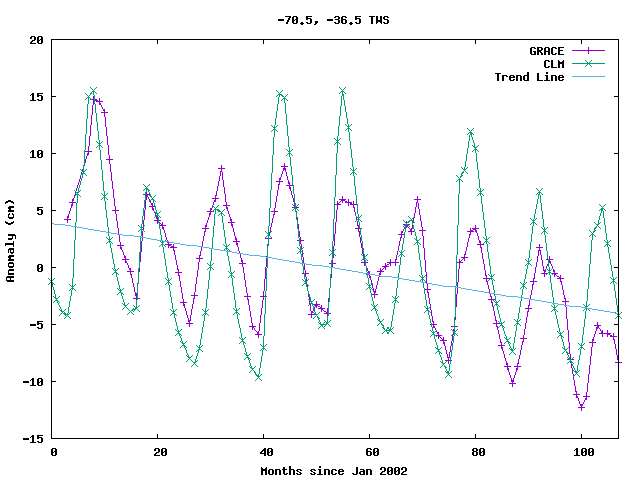 -70.5, -36.5 TWS
GRACE
CLM
Trend Line
20
15
10
5
0
-5
-10
-15
Anomaly (cm)
0 20 40 60 80 100
Months since Jan 2002